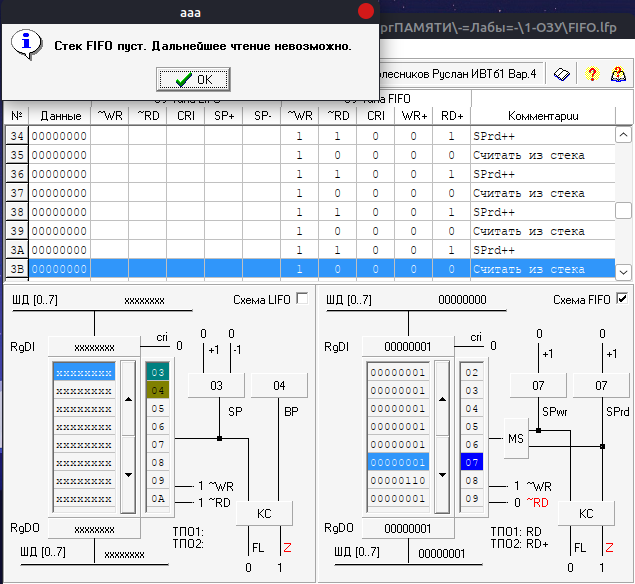 aaa
ргПАМЯТИ\-=Лабы=-\1-ОЗУ\FIFO.lfp
Стек FIFO пуст. Дальнейшее чтение невозможно.
OK
олесников Руслан ИВТб1 Вар.4
?
ОЗУ типа FIFO
№ Данные ~WR ~RD CRI SP+ SP- ~WR ~RD CRI WR+ RD+ Комментарии
34 00000000 1 1 0 0 1 SPrd++
35 00000000 1 0 0 0 0 Считать из стека
36 00000000 1 1 0 0 1 SPrd++
37 00000000 1 0 0 0 0 Считать из стека
38 00000000 1 1 0 0 1 SPrd++
39 00000000 1 0 0 0 0 Считать из стека
3A 00000000 1 1 0 0 1 SPrd++
3B 00000000 1 0 0 0 0 Считать из стека
ШД [0..7] xxxxxxxx Схема LIFO
RgDI xxxxxxxx cri 0
0 0
+1 -1
xxxxxxxx 03
xxxxxxxx 04
xxxxxxxx 05
xxxxxxxx 06
xxxxxxxx 07
xxxxxxxx 08
xxxxxxxx 09
xxxxxxxx 0A
03 04
SP BP
1 ~WR
1 ~RD
КС
RgDO xxxxxxxx
ТПО1:
ТПО2:
FL Z
0 1
ШД [0..7] xxxxxxxx
ШД [0..7] 00000000 Схема FIFO
RgDI 00000001 cri 0
0 0
+1 +1
00000001 02
00000001 03
00000001 04
00000001 05
00000001 06
00000001 07
00000110 08
00000001 09
07 07
SPwr SPrd
MS
1 ~WR
0 ~RD
КС
RgDO 00000001
ТПО1: RD
ТПО2: RD+
FL Z
0 1
ШД [0..7] 00000001